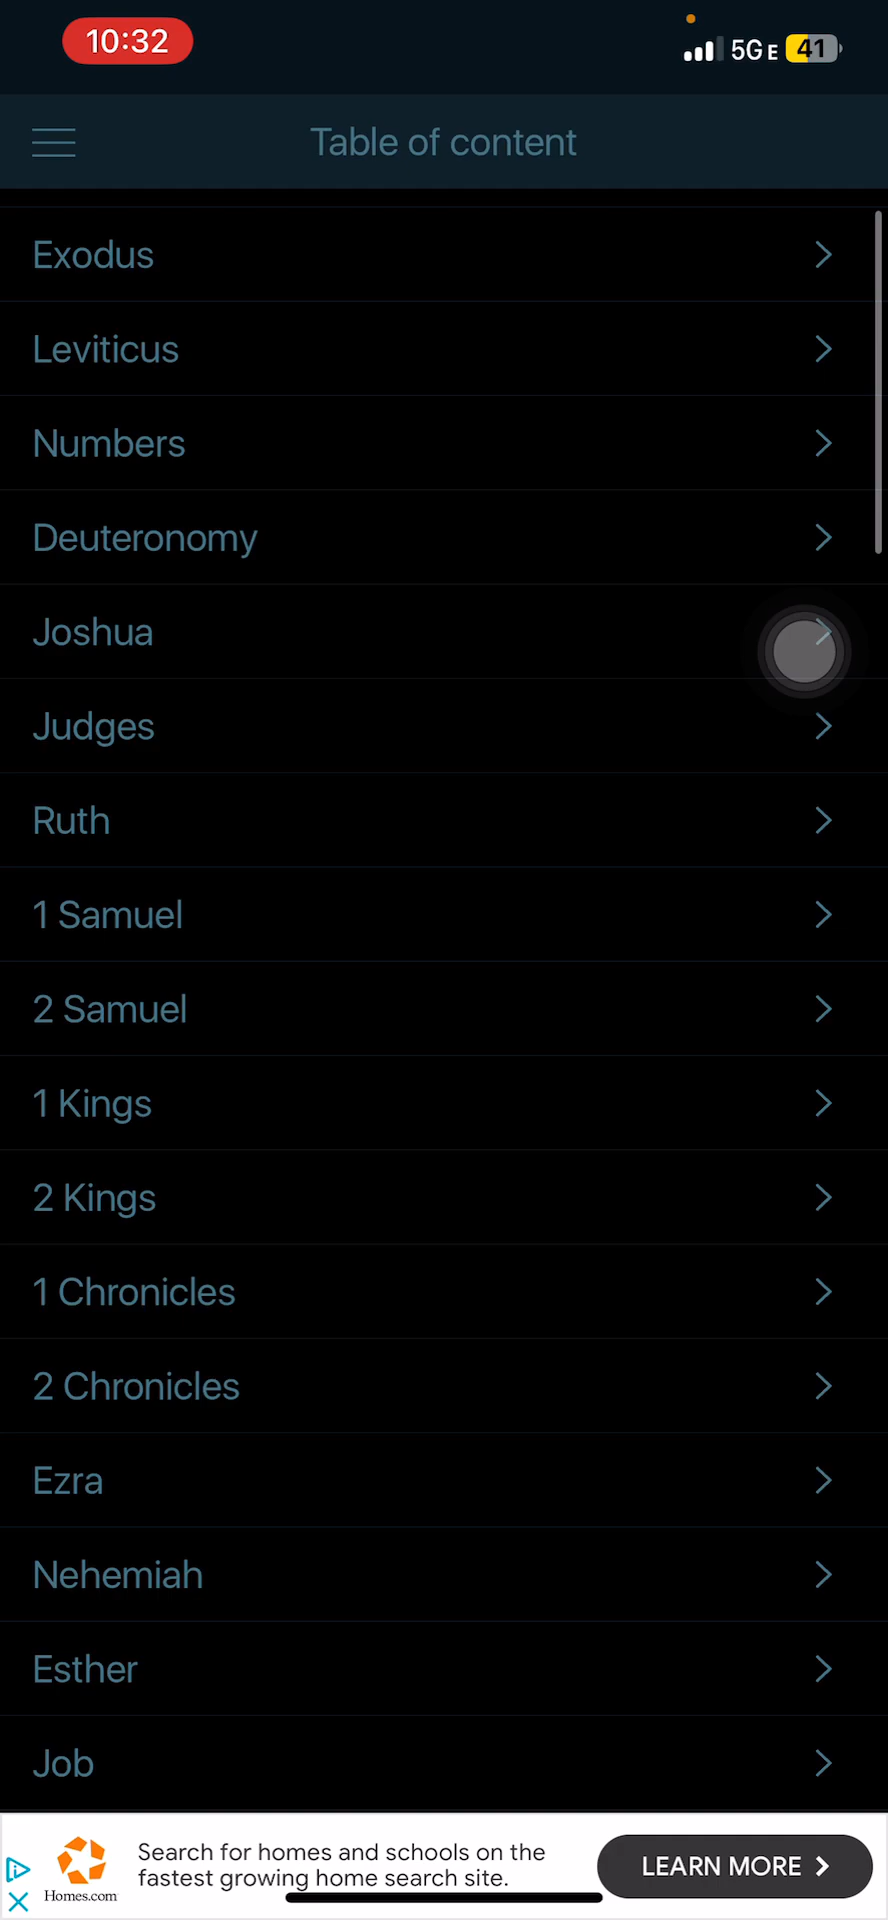 10:32
5G E 41
Table of content
Exodus
Leviticus
Numbers
Deuteronomy
Joshua
Judges
Ruth
1 Samuel
2 Samuel
1 Kings
2 Kings
1 Chronicles
2 Chronicles
Ezra
Nehemiah
Esther
Job
Search for homes and schools on the
fastest growing home search site.
Homes.com
LEARN MORE